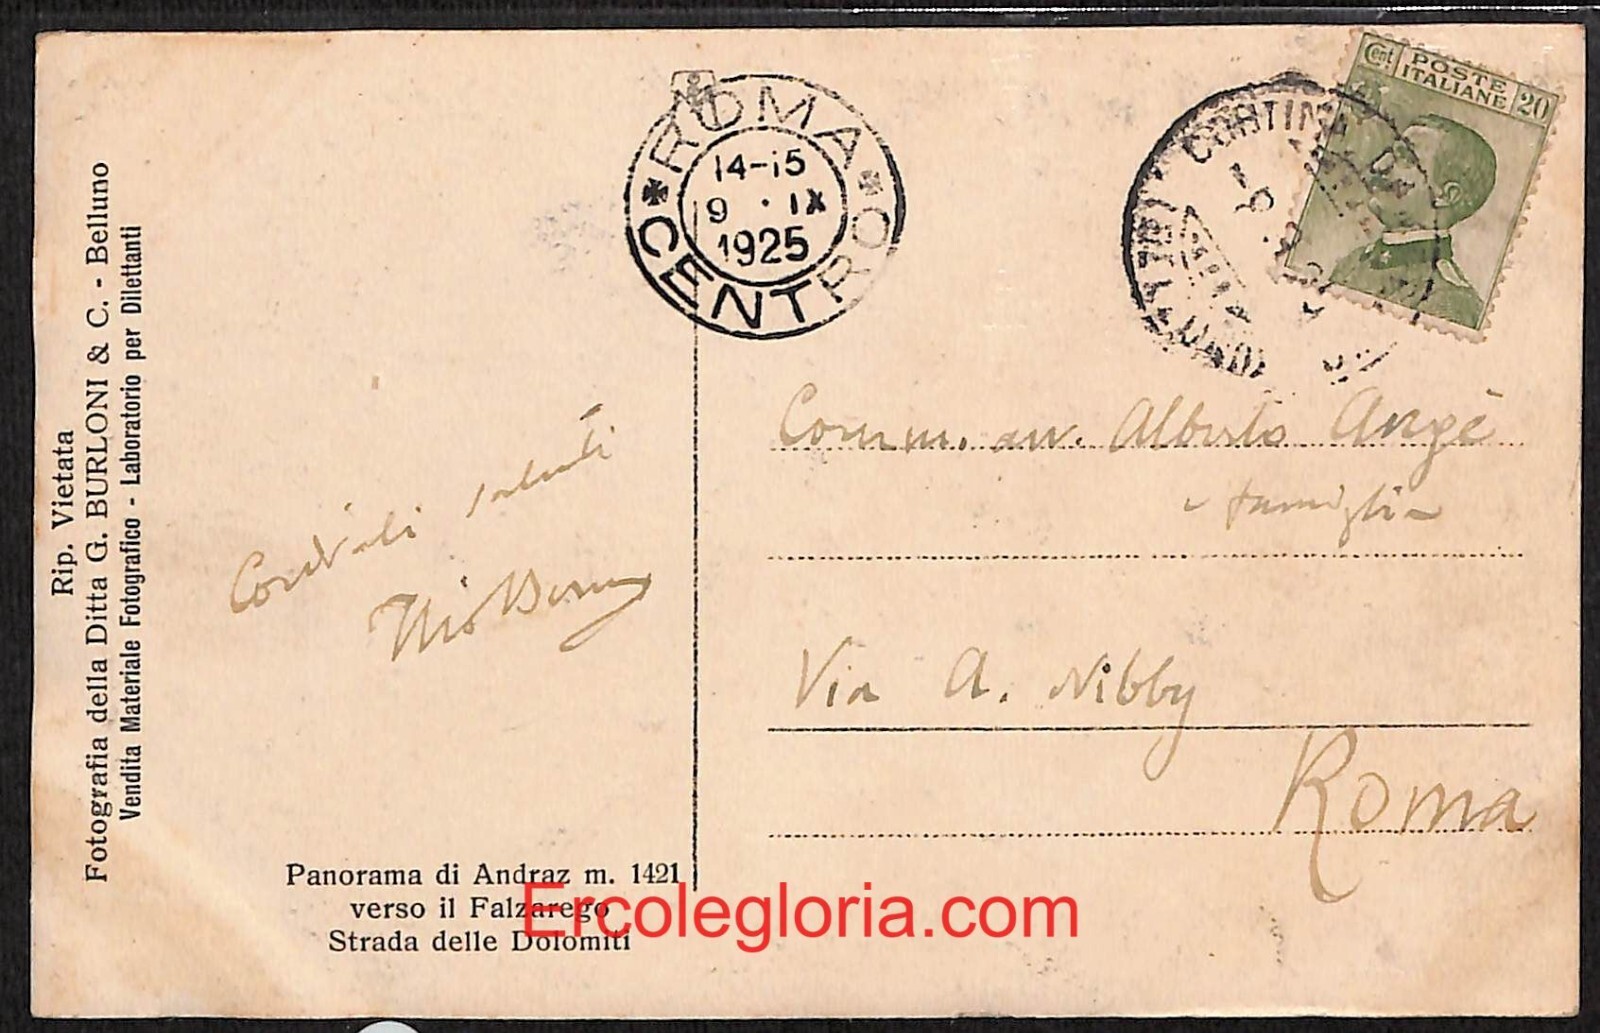 Rip. Vietata
Fotografia della Ditta G. BURLONI & C. - Belluno
Vendita Materiale Fotografico - Laboratorio per Dilettanti
ROMA
14-15
9 · IX
1925
CENTRO
CORTINA
Cent POSTE ITALIANE 20
Cordiali saluti
Comm. avv. Alberto Angè
e famiglia
Via A. Nibby
Roma
Panorama di Andraz m. 1421
verso il Falzarego
Strada delle Dolomiti
Ercolegloria.com